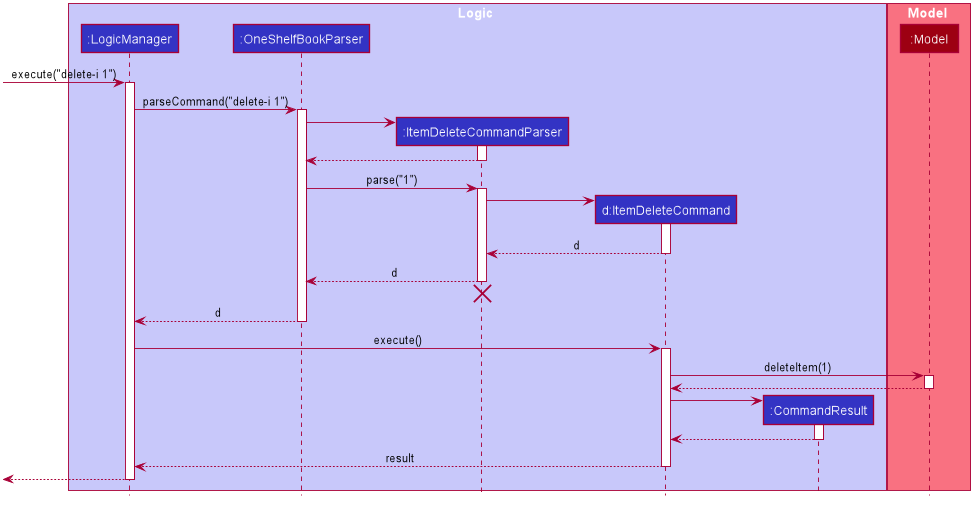 Logic
Model
:LogicManager
:OneShelfBookParser
:Model
execute("delete-i 1")
parseCommand("delete-i 1")
:ItemDeleteCommandParser
parse("1")
d:ItemDeleteCommand
d
d
d
execute()
deleteItem(1)
:CommandResult
result